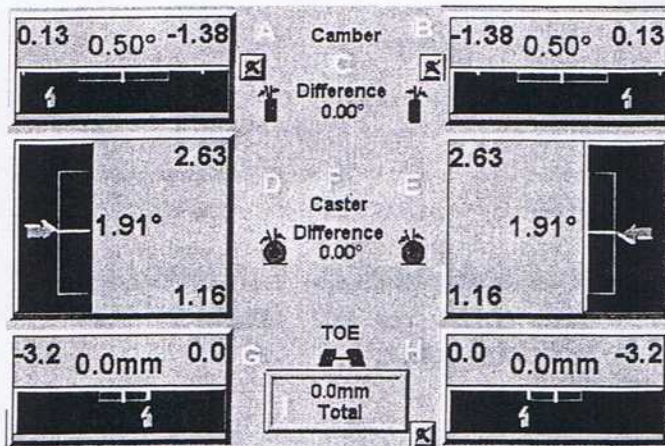 0.13 0.50° -1.38
A
Camber
B
-1.38 0.50° 0.13
C
Difference
0.00°
2.63
1.91°
1.16
D
F
E
Caster
Difference
0.00°
2.63
1.91°
1.16
-3.2 0.0mm 0.0
G
TOE
H
0.0 0.0mm -3.2
I
0.0mm
Total